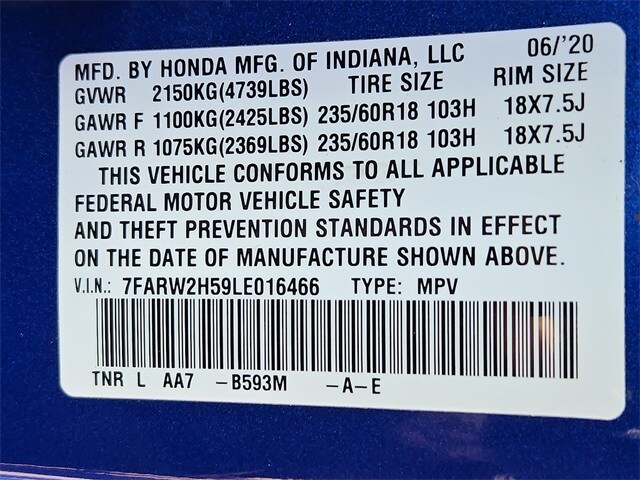 MFD. BY HONDA MFG. OF INDIANA, LLC 06/'20
GVWR 2150KG(4739LBS) TIRE SIZE RIM SIZE
GAWR F 1100KG(2425LBS) 235/60R18 103H 18X7.5J
GAWR R 1075KG(2369LBS) 235/60R18 103H 18X7.5J
THIS VEHICLE CONFORMS TO ALL APPLICABLE
FEDERAL MOTOR VEHICLE SAFETY
AND THEFT PREVENTION STANDARDS IN EFFECT
ON THE DATE OF MANUFACTURE SHOWN ABOVE.
V.I.N.: 7FARW2H59LE016466 TYPE: MPV
TNR L AA7 -B593M -A-E